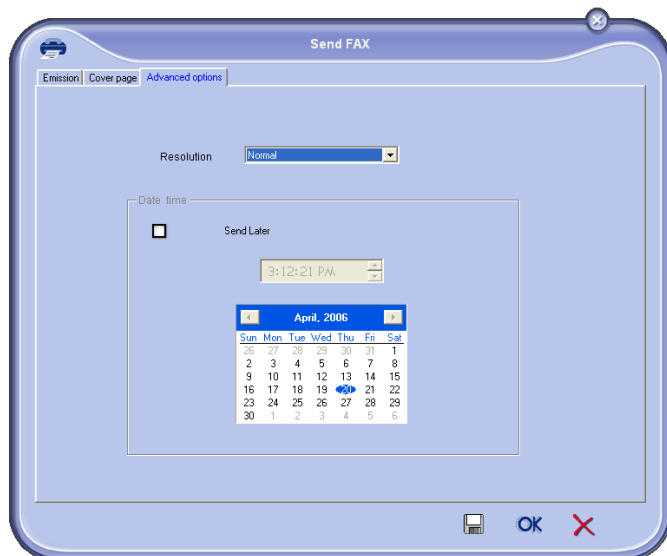 Send FAX
Emission Cover page Advanced options
Resolution Normal
Date time
Send Later
3:12:21 PM
April, 2006
Sun Mon Tue Wed Thu Fri Sat
26 27 28 29 30 31 1
2 3 4 5 6 7 8
9 10 11 12 13 14 15
16 17 18 19 20 21 22
23 24 25 26 27 28 29
30 1 2 3 4 5 6
OK